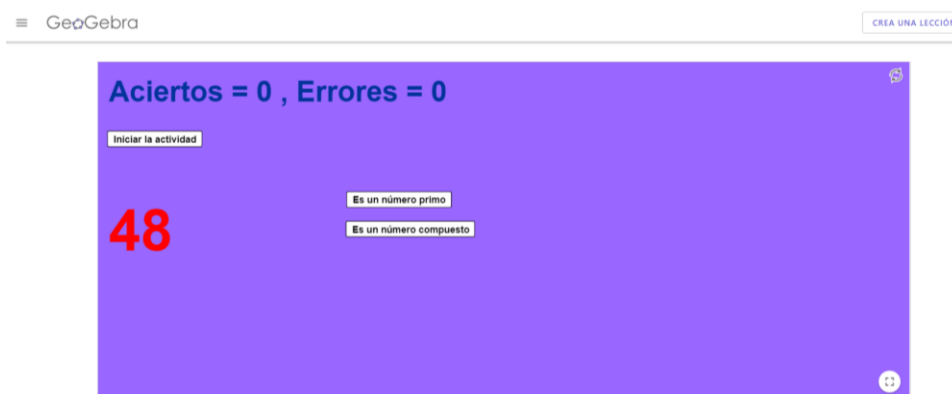 GeoGebra
CREA UNA LECCIÓN
Aciertos = 0 , Errores = 0
Iniciar la actividad
Es un número primo
48
Es un número compuesto